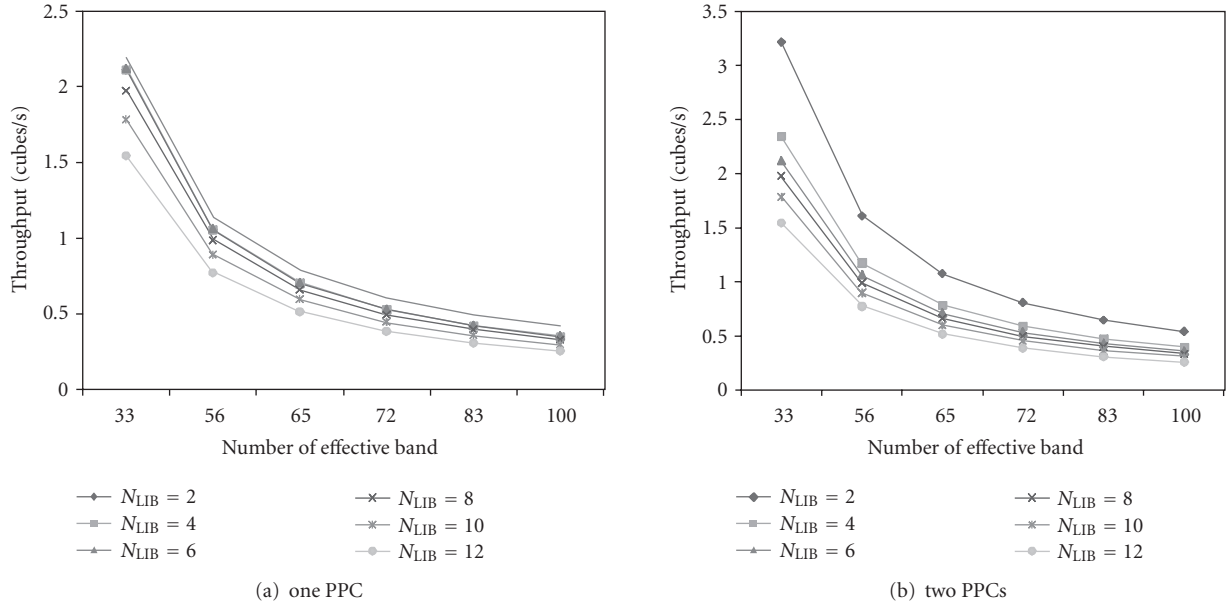 2.5
2
1.5
1
0.5
0
Throughput (cubes/s)
33 56 65 72 83 100
Number of effective band
N_LIB = 2
N_LIB = 4
N_LIB = 6
N_LIB = 8
N_LIB = 10
N_LIB = 12
(a) one PPC
3.5
3
2.5
2
1.5
1
0.5
0
Throughput (cubes/s)
33 56 65 72 83 100
Number of effective band
N_LIB = 2
N_LIB = 4
N_LIB = 6
N_LIB = 8
N_LIB = 10
N_LIB = 12
(b) two PPCs